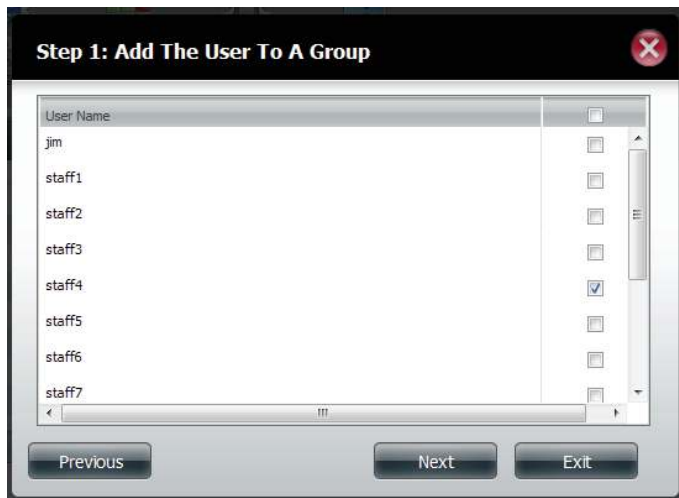 Step 1: Add The User To A Group
User Name
jim
staff1
staff2
staff3
staff4
staff5
staff6
staff7
Previous Next Exit